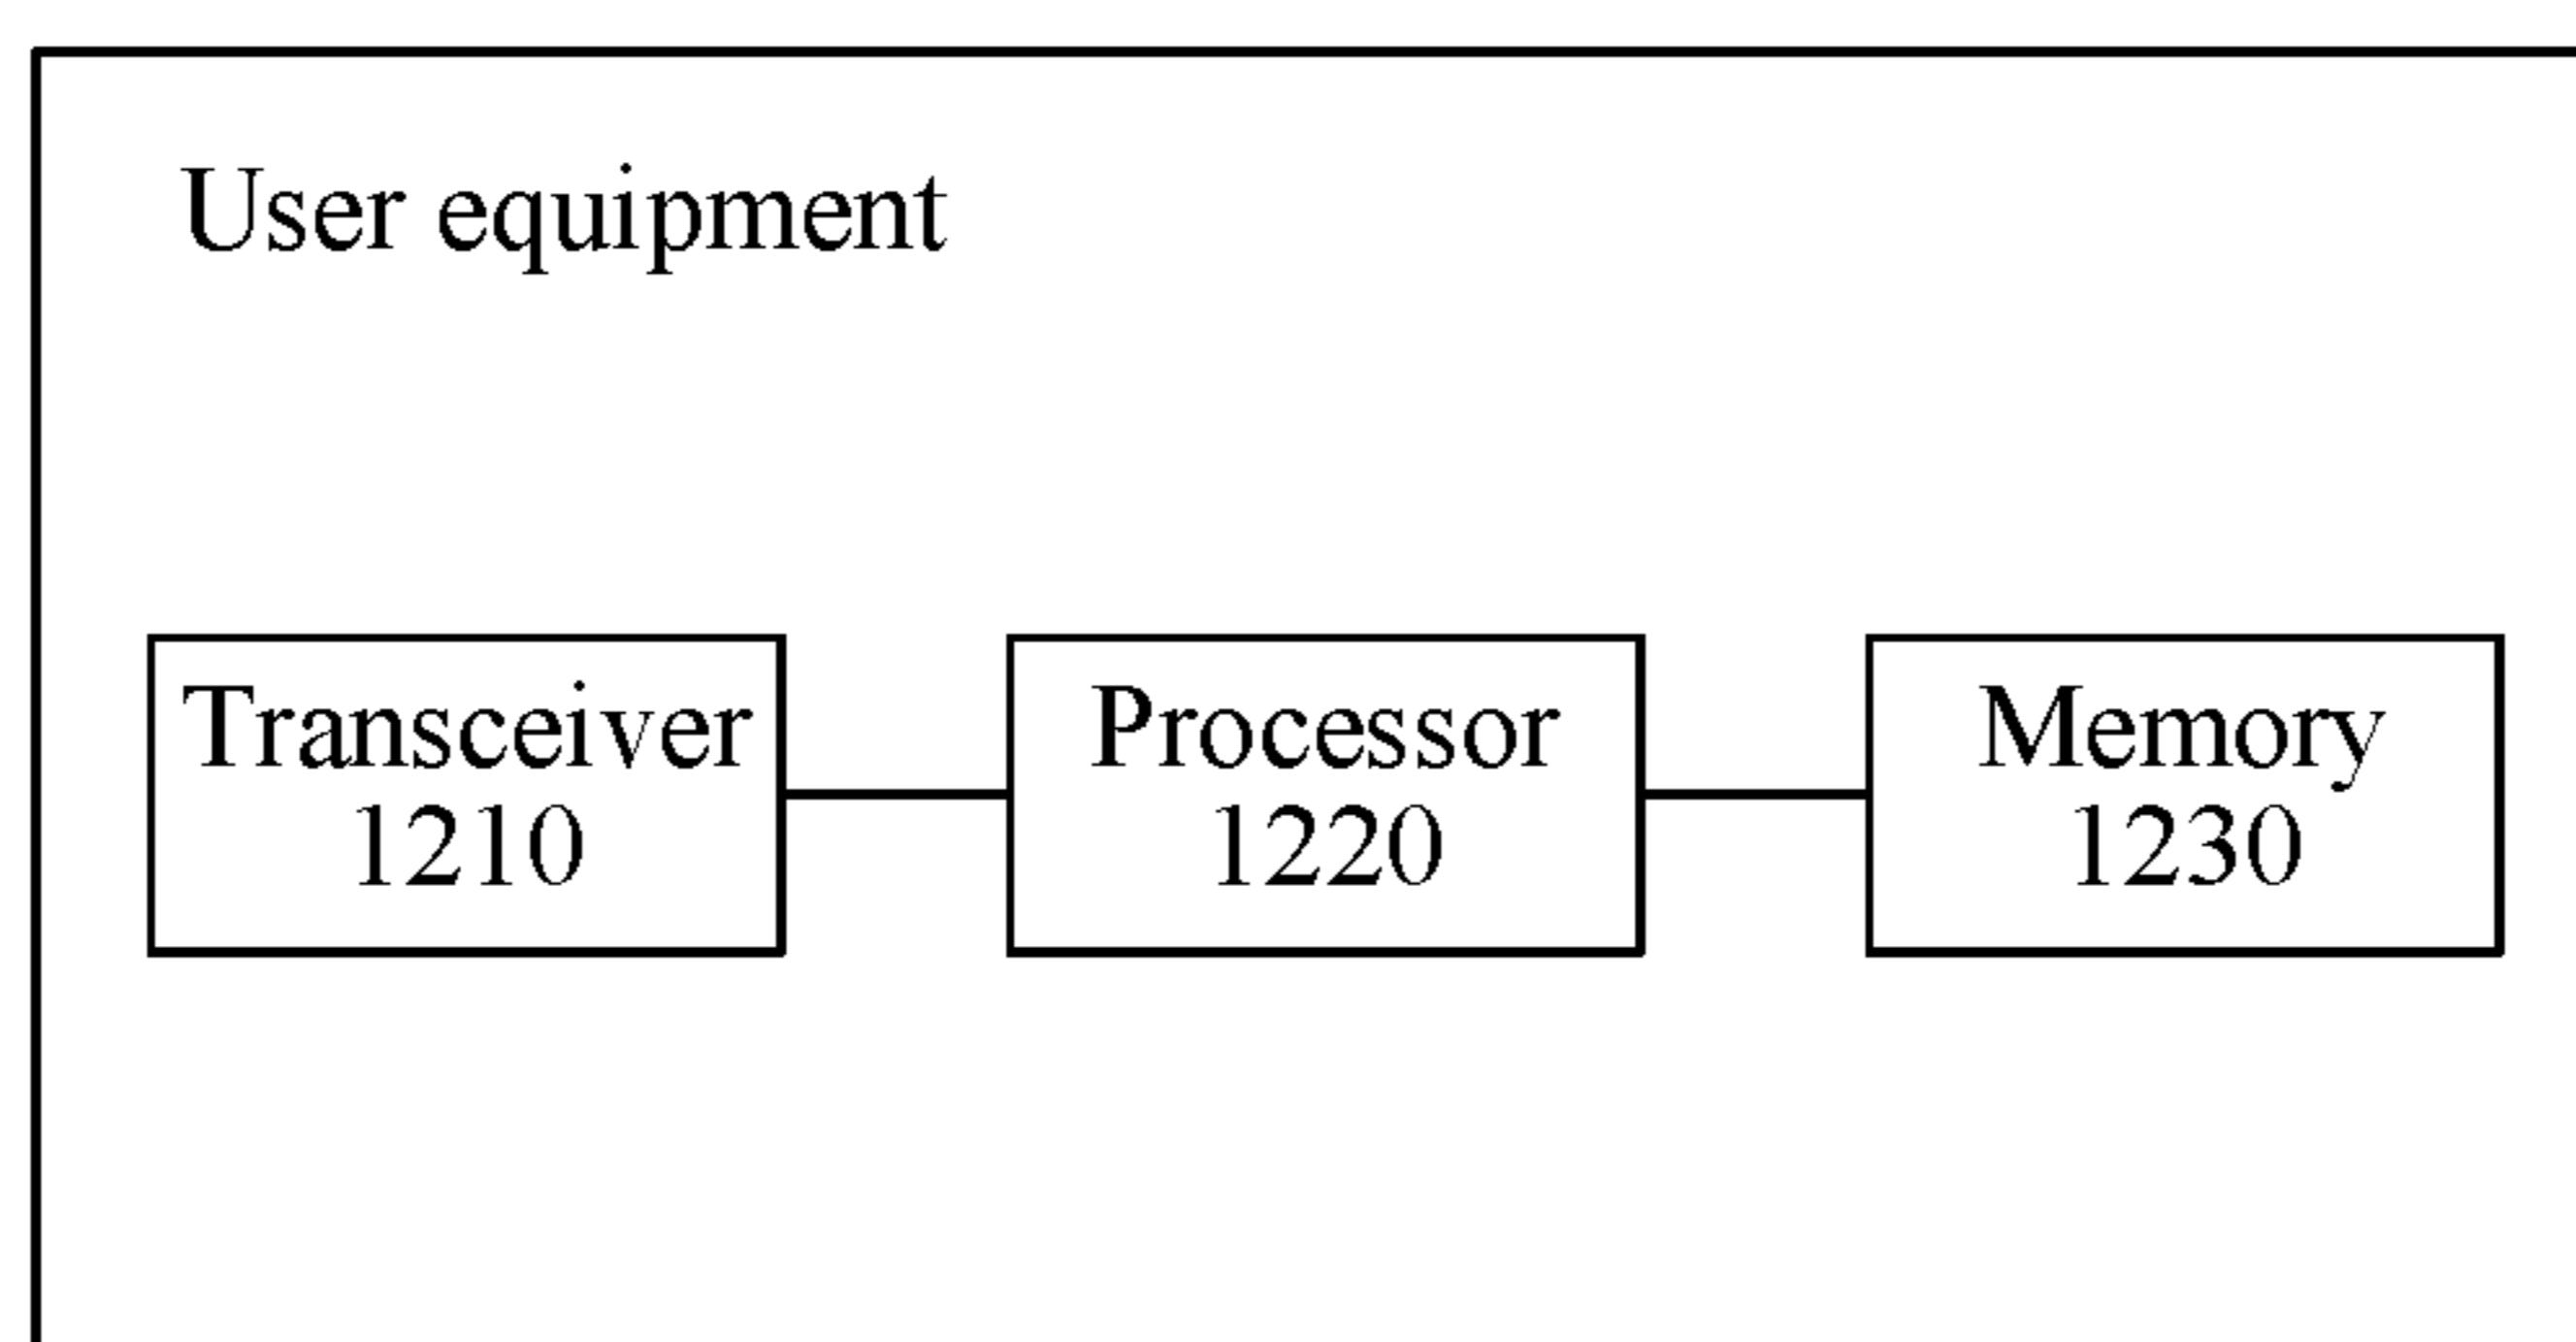 User equipment
Transceiver
1210
Processor
1220
Memory
1230